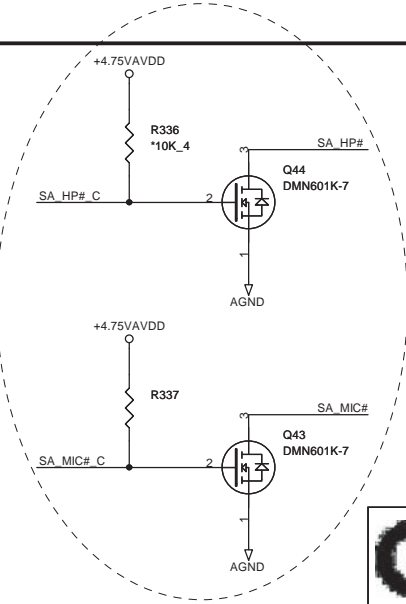 +4.75VAVDD
R336
*10K_4
SA_HP#
3
Q44
DMN601K-7
SA_HP#_C
2
1
AGND
+4.75VAVDD
R337
SA_MIC#
3
Q43
DMN601K-7
SA_MIC#_C
2
1
AGND